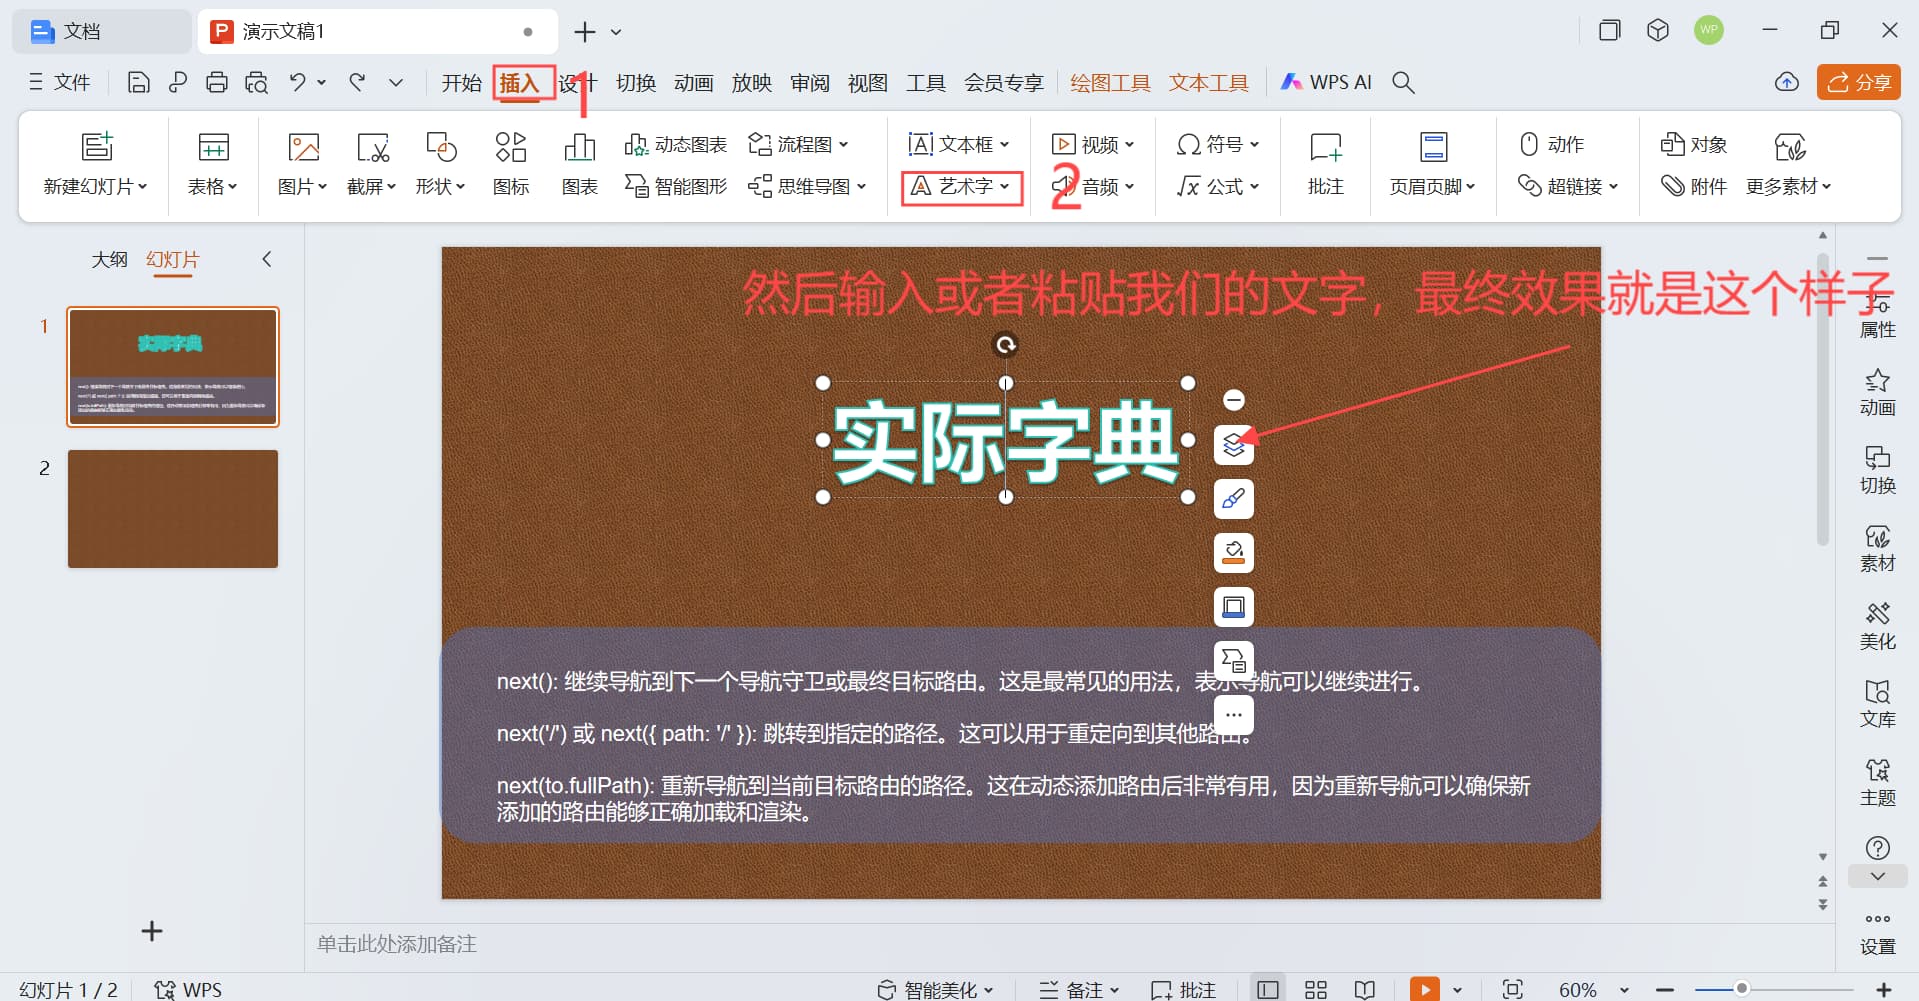 文档
演示文稿1
WP
文件
开始 插入 设计 切换 动画 放映 审阅 视图 工具 会员专享 绘图工具 文本工具 WPS AI
分享
1
新建幻灯片 表格 图片 截屏 形状 图标 图表
动态图表 流程图 文本框 视频 符号
智能图形 思维导图 艺术字 音频 公式
2
批注 页眉页脚
动作 对象
超链接 附件 更多素材
大纲 幻灯片
1
实际字典
2
然后输入或者粘贴我们的文字，最终效果就是这个样子
实际字典
next(): 继续导航到下一个导航守卫或最终目标路由。这是最常见的用法，表示导航可以继续进行。
next('/') 或 next({ path: '/' }): 跳转到指定的路径。这可以用于重定向到其他路由。
next(to.fullPath): 重新导航到当前目标路由的路径。这在动态添加路由后非常有用，因为重新导航可以确保新
添加的路由能够正确加载和渲染。
属性
动画
切换
素材
美化
文库
主题
设置
单击此处添加备注
幻灯片 1 / 2 WPS 智能美化 备注 批注 60%